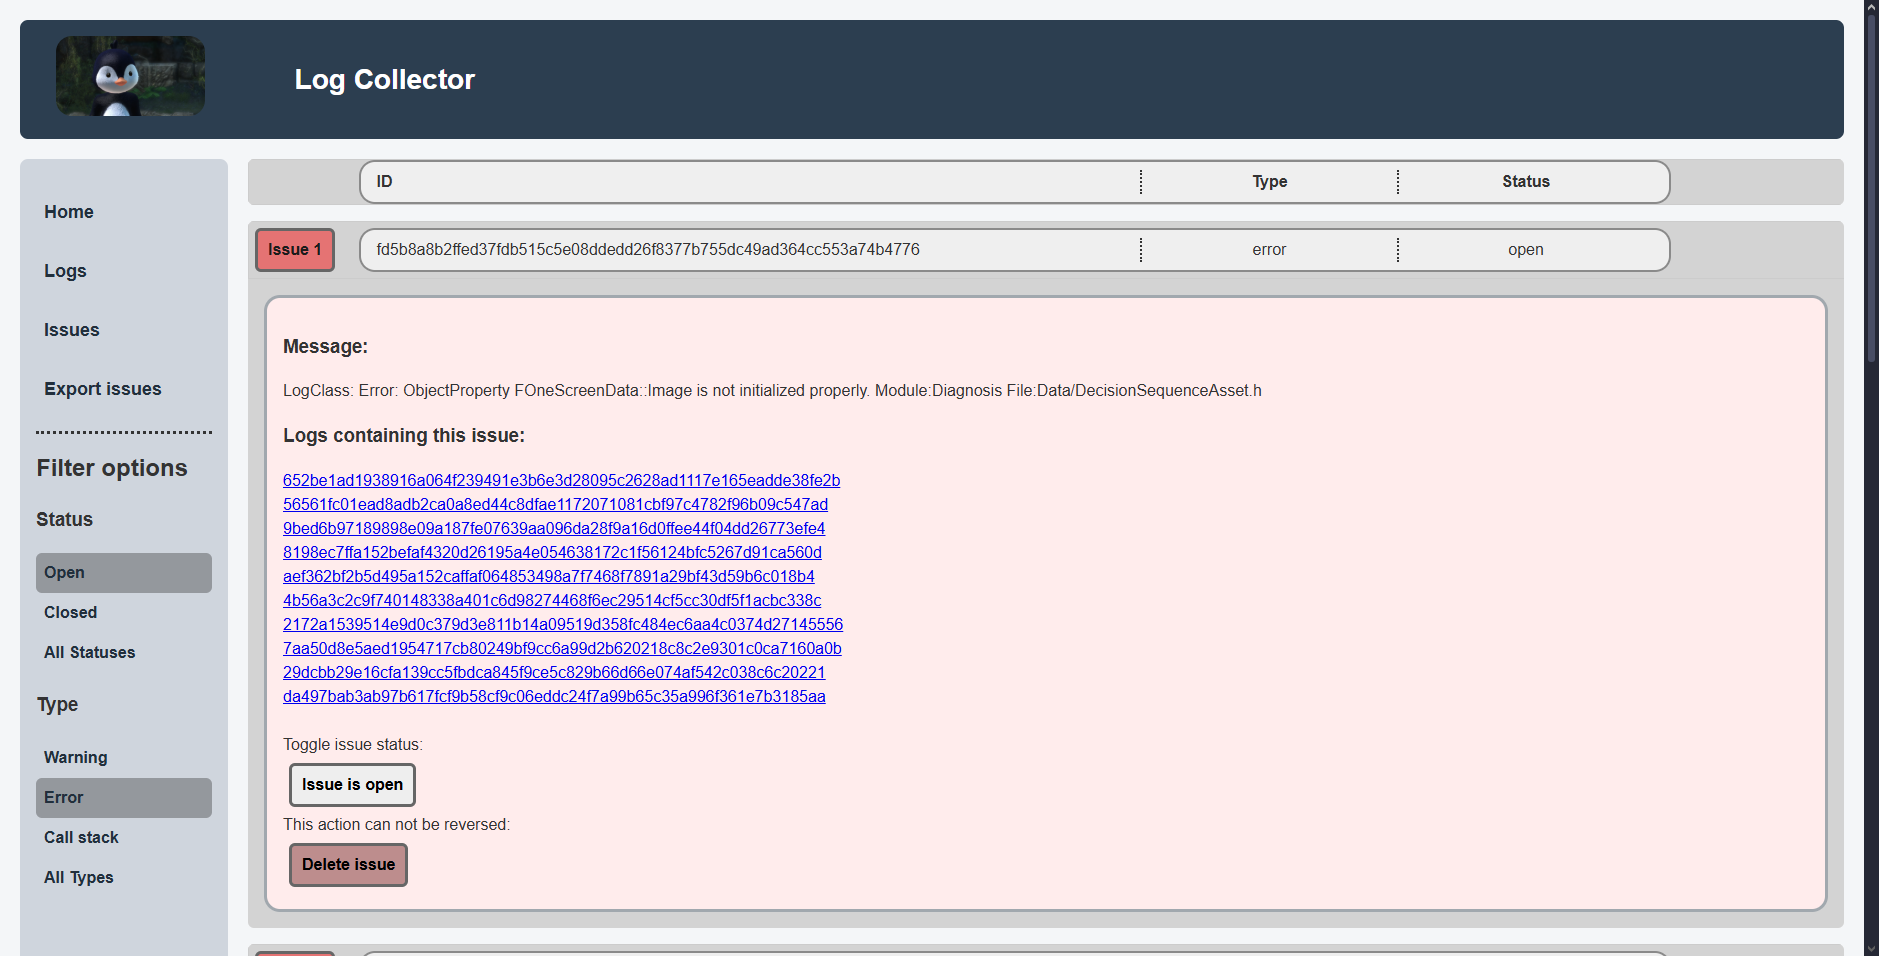 Log Collector
Home
Logs
Issues
Export issues
Filter options
Status
Open
Closed
All Statuses
Type
Warning
Error
Call stack
All Types
ID Type Status
Issue 1 fd5b8a8b2ffed37fdb515c5e08ddedd26f8377b755dc49ad364cc553a74b4776 error open
Message:
LogClass: Error: ObjectProperty FOneScreenData::Image is not initialized properly. Module:Diagnosis File:Data/DecisionSequenceAsset.h
Logs containing this issue:
652be1ad1938916a064f239491e3b6e3d28095c2628ad1117e165eadde38fe2b
56561fc01ead8adb2ca0a8ed44c8dfae1172071081cbf97c4782f96b09c547ad
9bed6b97189898e09a187fe07639aa096da28f9a16d0ffee44f04dd26773efe4
8198ec7ffa152befaf4320d26195a4e054638172c1f56124bfc5267d91ca560d
aef362bf2b5d495a152caffaf064853498a7f7468f7891a29bf43d59b6c018b4
4b56a3c2c9f740148338a401c6d98274468f6ec29514cf5cc30df5f1acbc338c
2172a1539514e9d0c379d3e811b14a09519d358fc484ec6aa4c0374d27145556
7aa50d8e5aed1954717cb80249bf9cc6a99d2b620218c8c2e9301c0ca7160a0b
29dcbb29e16cfa139cc5fbdca845f9ce5c829b66d66e074af542c038c6c20221
da497bab3ab97b617fcf9b58cf9c06eddc24f7a99b65c35a996f361e7b3185aa
Toggle issue status:
Issue is open
This action can not be reversed:
Delete issue